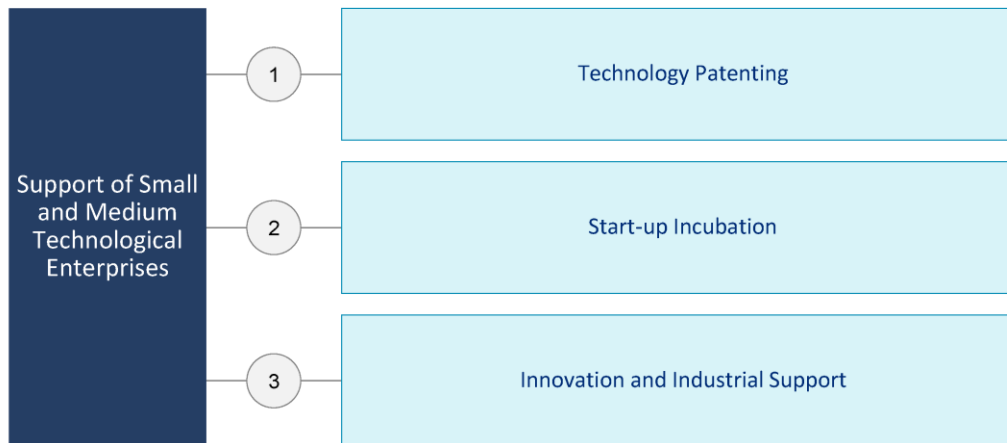 Support of Small
and Medium
Technological
Enterprises
1
Technology Patenting
2
Start-up Incubation
3
Innovation and Industrial Support